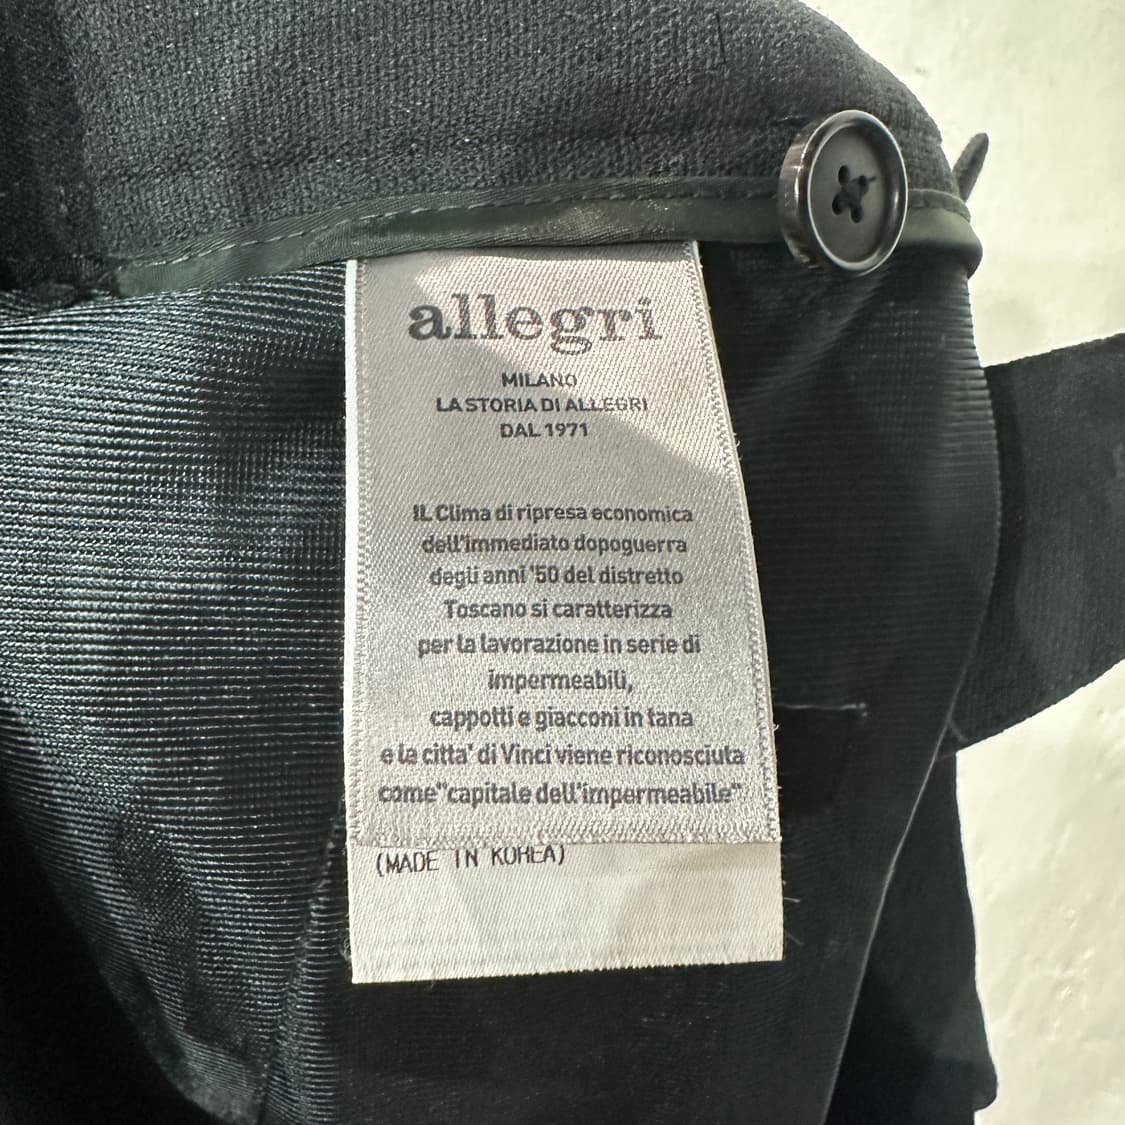 allegri
MILANO
LA STORIA DI ALLEGRI
DAL 1971
IL Clima di ripresa economica
dell'immediato dopoguerra
degli anni '50 del distretto
Toscano si caratterizza
per la lavorazione in serie di
impermeabili,
cappotti e giacconi in tana
e la citta' di Vinci viene riconosciuta
come"capitale dell'impermeabile"
(MADE IN KOREA)